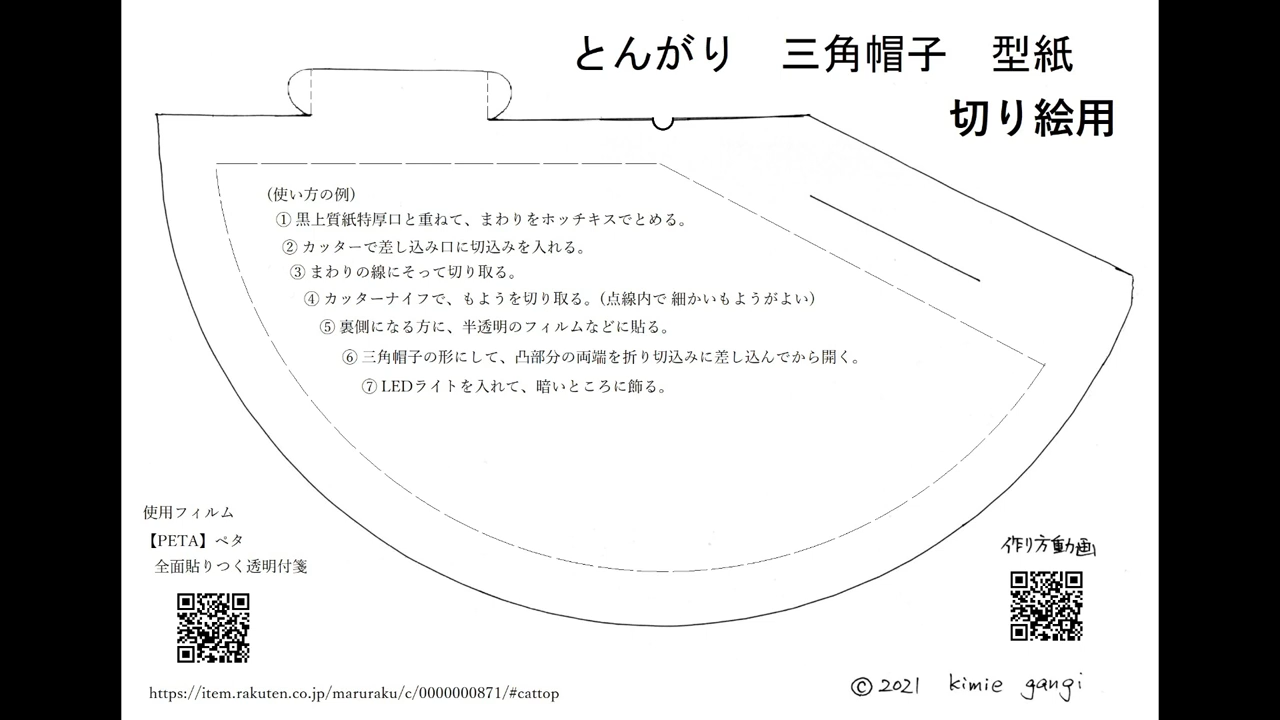 とんがり　三角帽子　型紙
切り絵用
(使い方の例)
① 黒上質紙特厚口と重ねて、まわりをホッチキスでとめる。
② カッターで差し込み口に切込みを入れる。
③ まわりの線にそって切り取る。
④ カッターナイフで、もようを切り取る。(点線内で 細かいもようがよい)
⑤ 裏側になる方に、半透明のフィルムなどに貼る。
⑥ 三角帽子の形にして、凸部分の両端を折り切込みに差し込んでから開く。
⑦ LEDライトを入れて、暗いところに飾る。
使用フィルム
【PETA】ペタ
全面貼りつく透明付箋
作り方動画
https://item.rakuten.co.jp/maruraku/c/0000000871/#cattop
© 2021 kimie gangi